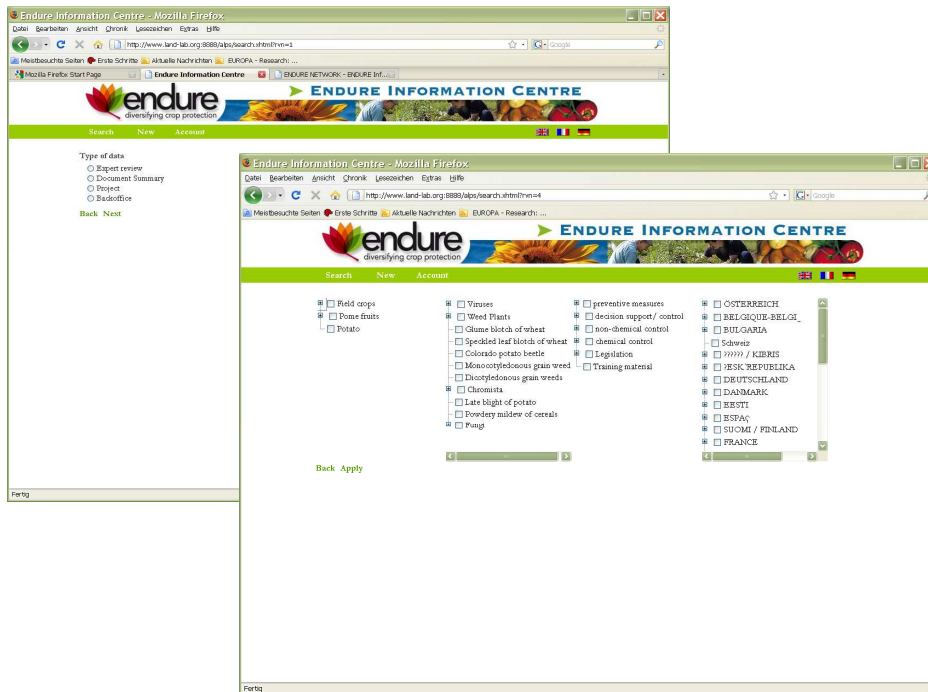 Endure Information Centre - Mozilla Firefox
Datei Bearbeiten Ansicht Chronik Lesezeichen Extras Hilfe
http://www.land-lab.org:8888/alps/search.xhtml?rvn=1
Google
Meistbesuchte Seiten Erste Schritte Aktuelle Nachrichten EUROPA - Research: ...
Mozilla Firefox Start Page Endure Information Centre ENDURE NETWORK - ENDURE Inf...
endure
diversifying crop protection
ENDURE INFORMATION CENTRE
Search New Account
Type of data
Expert review
Document Summary
Project
Backoffice
Back Next
Fertig
Endure Information Centre - Mozilla Firefox
Datei Bearbeiten Ansicht Chronik Lesezeichen Extras Hilfe
http://www.land-lab.org:8888/alps/search.xhtml?rvn=4
Google
Meistbesuchte Seiten Erste Schritte Aktuelle Nachrichten EUROPA - Research: ...
endure
diversifying crop protection
ENDURE INFORMATION CENTRE
Search New Account
Field crops
Pome fruits
Potato
Viruses
Weed Plants
Glume blotch of wheat
Speckled leaf blotch of wheat
Colorado potato beetle
Monocotyledonous grain weed
Dicotyledonous grain weeds
Chromista
Late blight of potato
Powdery mildew of cereals
Fungi
preventive measures
decision support/ control
non-chemical control
chemical control
Legislation
Training material
ÖSTERREICH
BELGIQUE-BELGI_
BULGARIA
Schweiz
?????? / KIBRIS
?ESK˝REPUBLIKA
DEUTSCHLAND
DANMARK
EESTI
ESPAÇ
SUOMI / FINLAND
FRANCE
Back Apply
Fertig